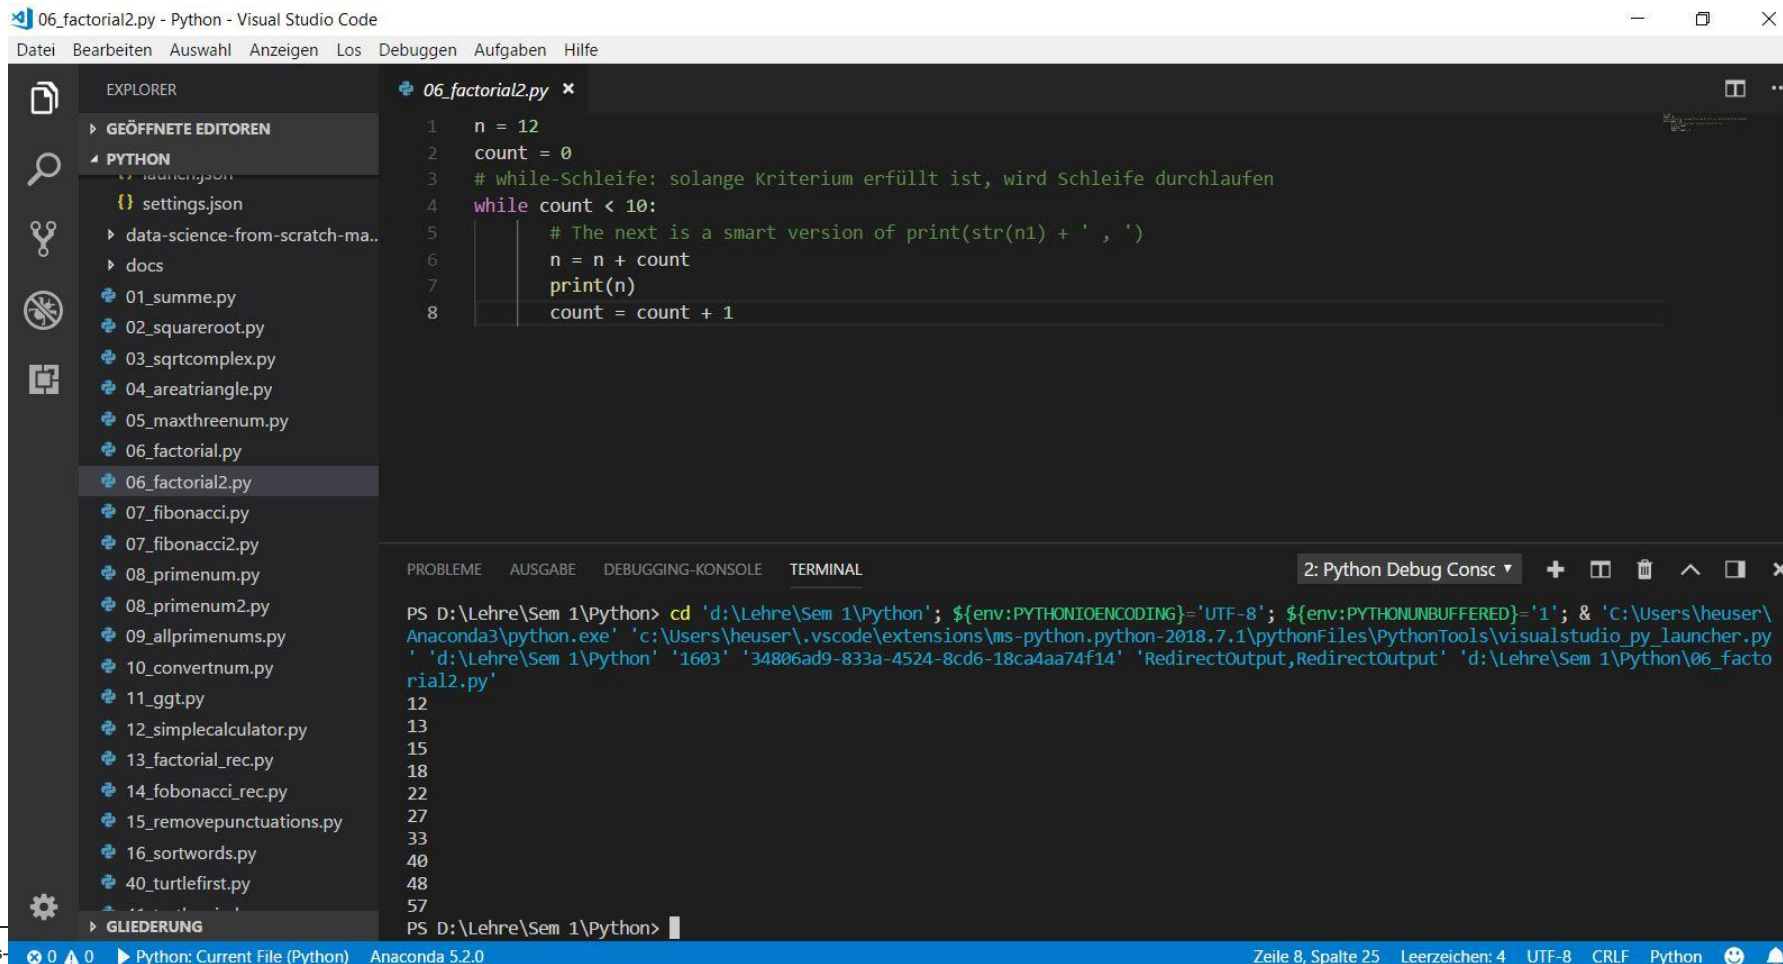 06_factorial2.py - Python - Visual Studio Code
Datei Bearbeiten Auswahl Anzeigen Los Debuggen Aufgaben Hilfe
EXPLORER
GEÖFFNETE EDITOREN
PYTHON
launch.json
settings.json
data-science-from-scratch-ma..
docs
01_summe.py
02_squareroot.py
03_sqrtcomplex.py
04_areatriangle.py
05_maxthreenum.py
06_factorial.py
06_factorial2.py
07_fibonacci.py
07_fibonacci2.py
08_primenum.py
08_primenum2.py
09_allprimenums.py
10_convertnum.py
11_ggt.py
12_simplecalculator.py
13_factorial_rec.py
14_fobonacci_rec.py
15_removepunctuations.py
16_sortwords.py
40_turtlefirst.py
GLIEDERUNG
06_factorial2.py
1 n = 12
2 count = 0
3 # while-Schleife: solange Kriterium erfüllt ist, wird Schleife durchlaufen
4 while count < 10:
5 # The next is a smart version of print(str(n1) + ' , ')
6 n = n + count
7 print(n)
8 count = count + 1
PROBLEME AUSGABE DEBUGGING-KONSOLE TERMINAL
2: Python Debug Consc
PS D:\Lehre\Sem 1\Python> cd 'd:\Lehre\Sem 1\Python'; ${env:PYTHONIOENCODING}='UTF-8'; ${env:PYTHONUNBUFFERED}='1'; & 'C:\Users\heuser\
Anaconda3\python.exe' 'c:\Users\heuser\.vscode\extensions\ms-python.python-2018.7.1\pythonFiles\PythonTools\visualstudio_py_launcher.py
' 'd:\Lehre\Sem 1\Python' '1603' '34806ad9-833a-4524-8cd6-18ca4aa74f14' 'RedirectOutput,RedirectOutput' 'd:\Lehre\Sem 1\Python\06_facto
rial2.py'
12
13
15
18
22
27
33
40
48
57
PS D:\Lehre\Sem 1\Python>
0 0 Python: Current File (Python) Anaconda 5.2.0
Zeile 8, Spalte 25 Leerzeichen: 4 UTF-8 CRLF Python